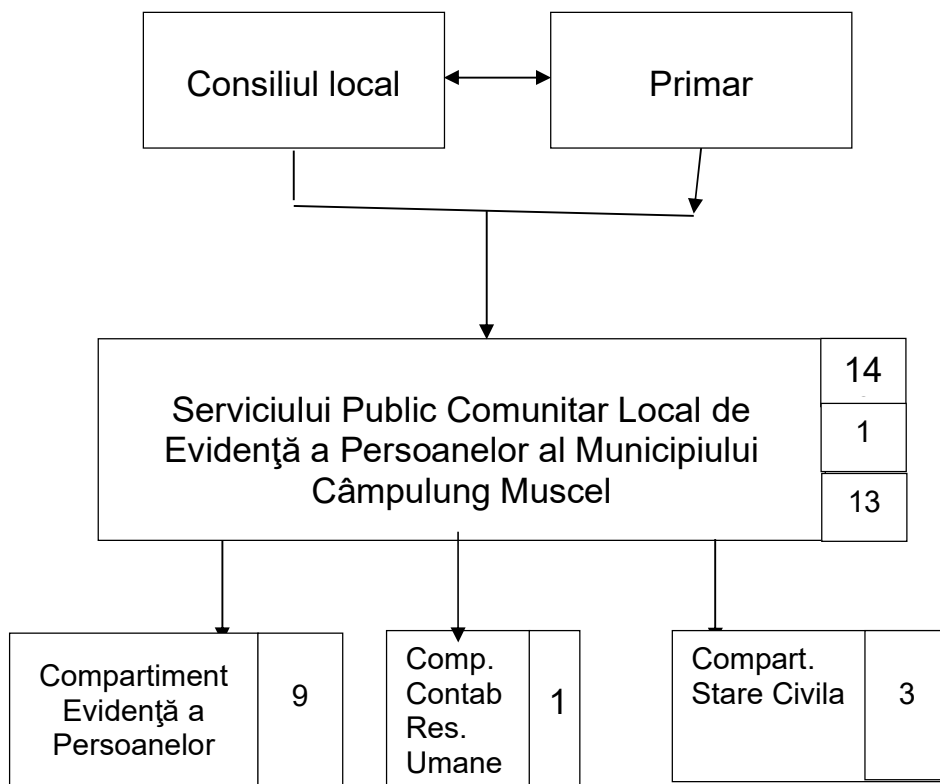 Consiliul local
Primar
Serviciului Public Comunitar Local de
Evidenţă a Persoanelor al Municipiului
Câmpulung Muscel
14
1
13
Compartiment
Evidenţă a
Persoanelor
9
Comp.
Contab
Res.
Umane
1
Compart.
Stare Civila
3